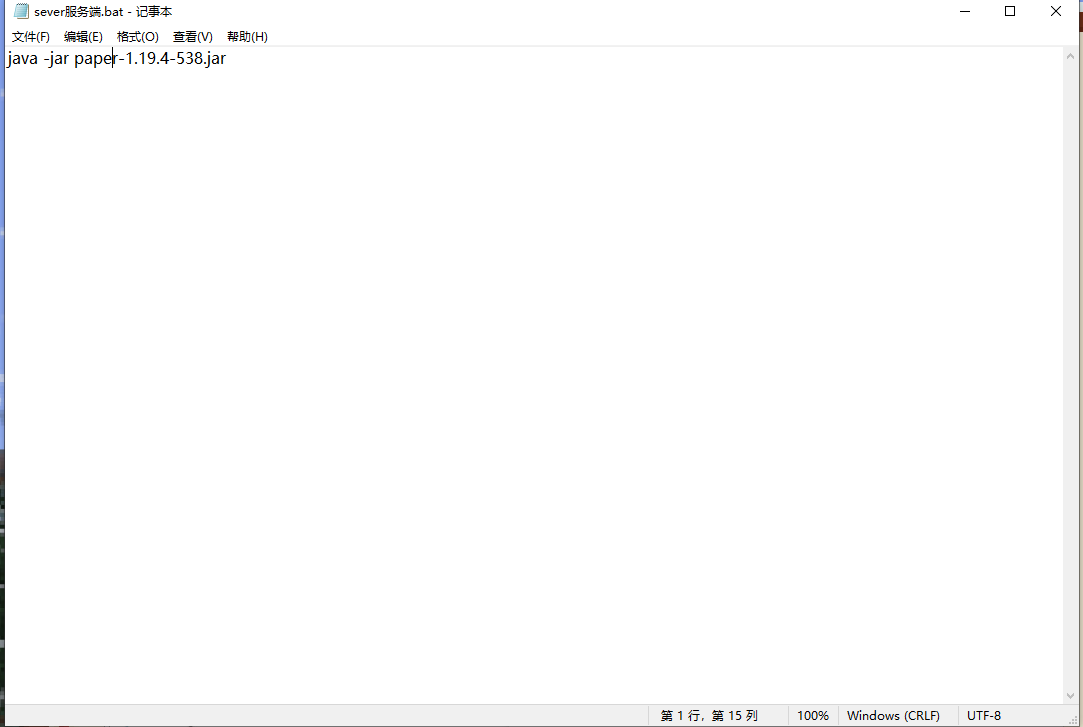 sever服务端.bat - 记事本
文件(F) 编辑(E) 格式(O) 查看(V) 帮助(H)
java -jar paper-1.19.4-538.jar
第 1 行，第 15 列 100% Windows (CRLF) UTF-8